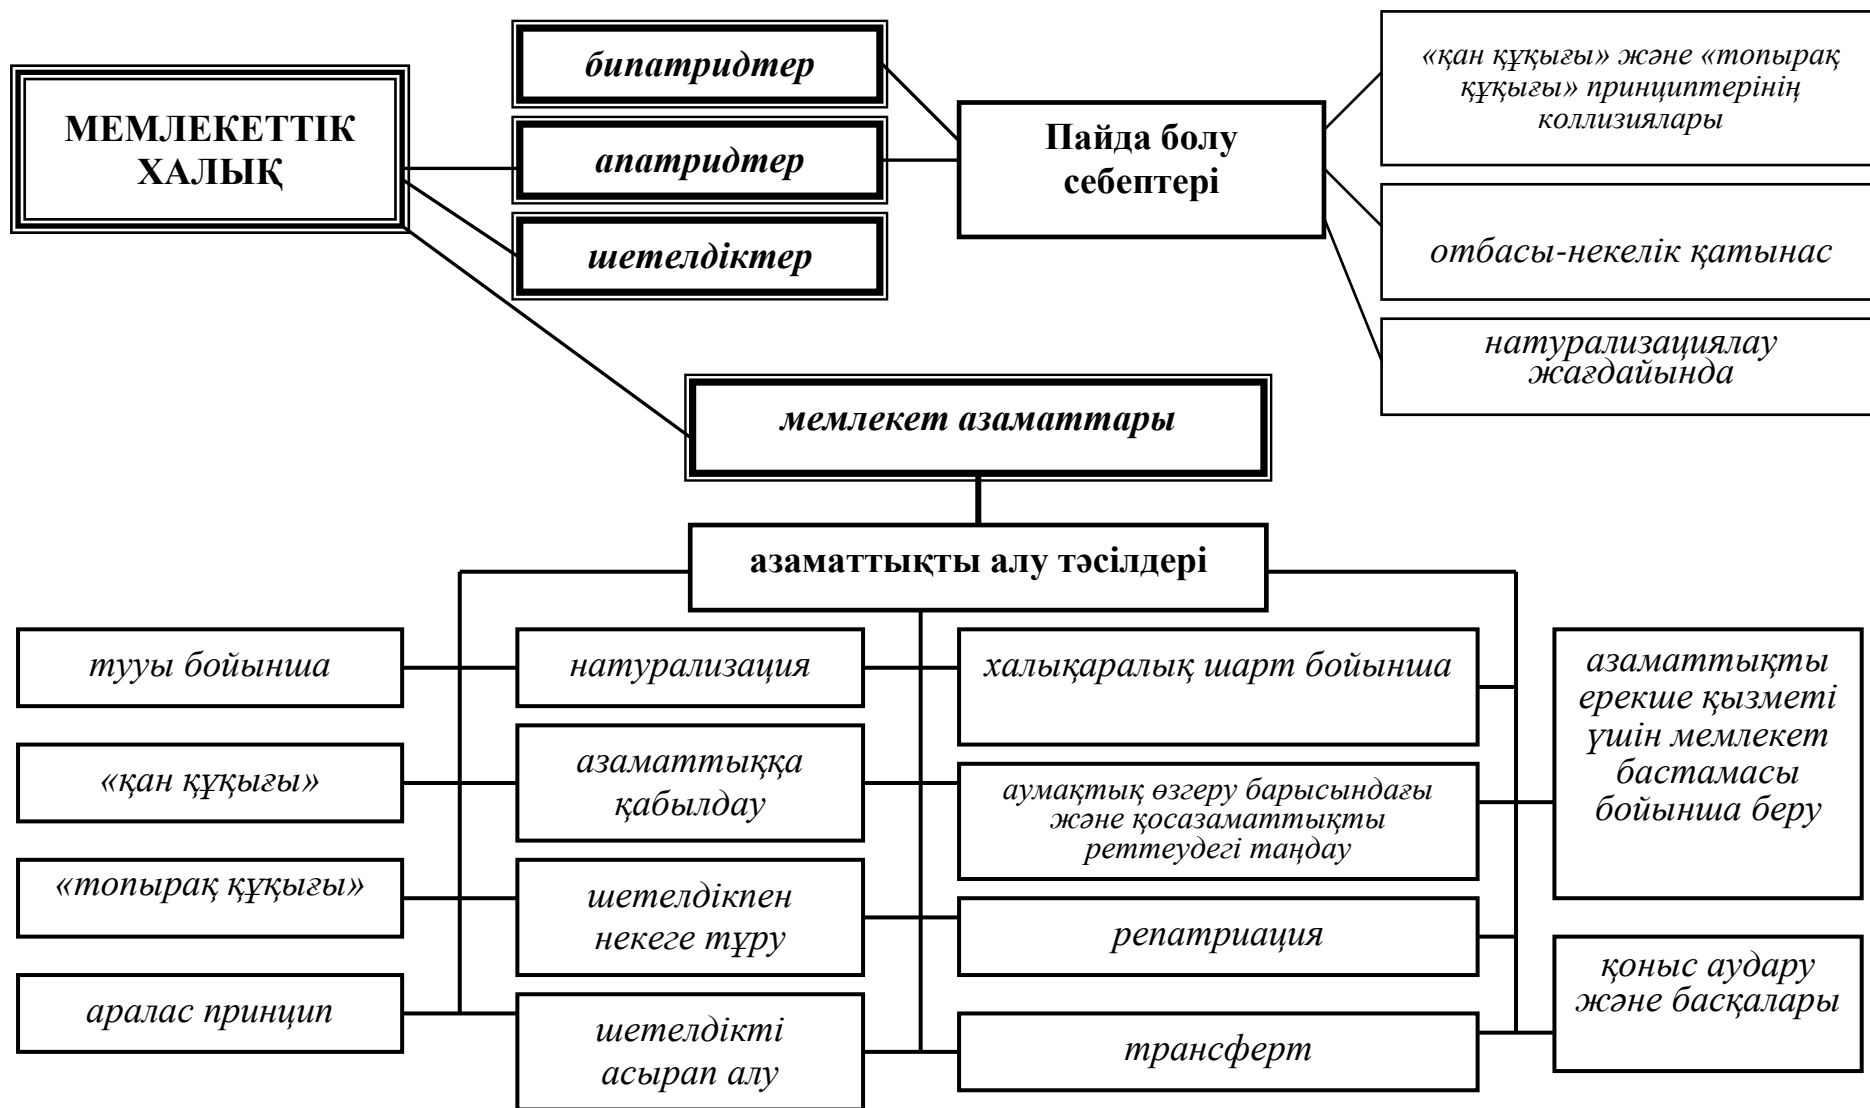 МЕМЛЕКЕТТІК
ХАЛЫҚ
бипатридтер
апатридтер
шетелдіктер
Пайда болу
себептері
«қан құқығы» және «топырақ
құқығы» принциптерінің
коллизиялары
отбасы-некелік қатынас
натурализациялау
жағдайында
мемлекет азаматтары
азаматтықты алу тәсілдері
тууы бойынша
«қан құқығы»
«топырақ құқығы»
аралас принцип
натурализация
азаматтыққа
қабылдау
шетелдікпен
некеге тұру
шетелдікті
асырап алу
халықаралық шарт бойынша
аумақтық өзгеру барысындағы
және қосазаматтықты
реттеудегі таңдау
репатриация
трансферт
азаматтықты
ерекше қызметі
үшін мемлекет
бастамасы
бойынша беру
қоныс аудару
және басқалары